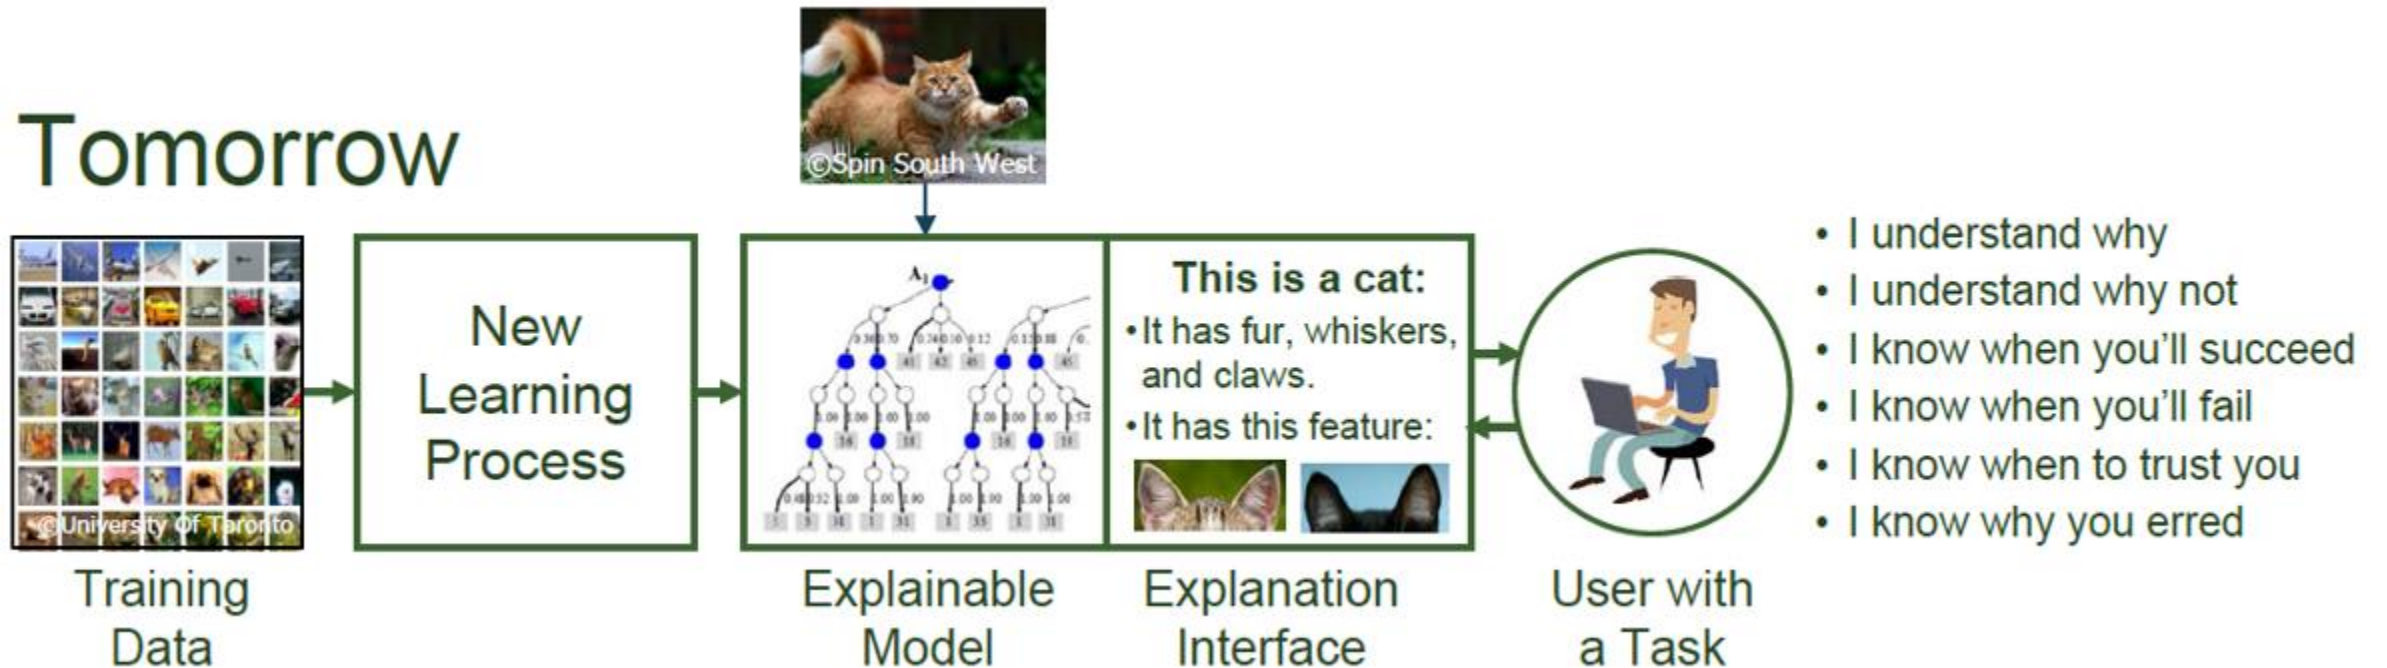 Tomorrow
©Spin South West
©University Of Toronto
Training
Data
New
Learning
Process
A1
Explainable
Model
This is a cat:
•It has fur, whiskers,
and claws.
•It has this feature:
Explanation
Interface
User with
a Task
• I understand why
• I understand why not
• I know when you'll succeed
• I know when you'll fail
• I know when to trust you
• I know why you erred